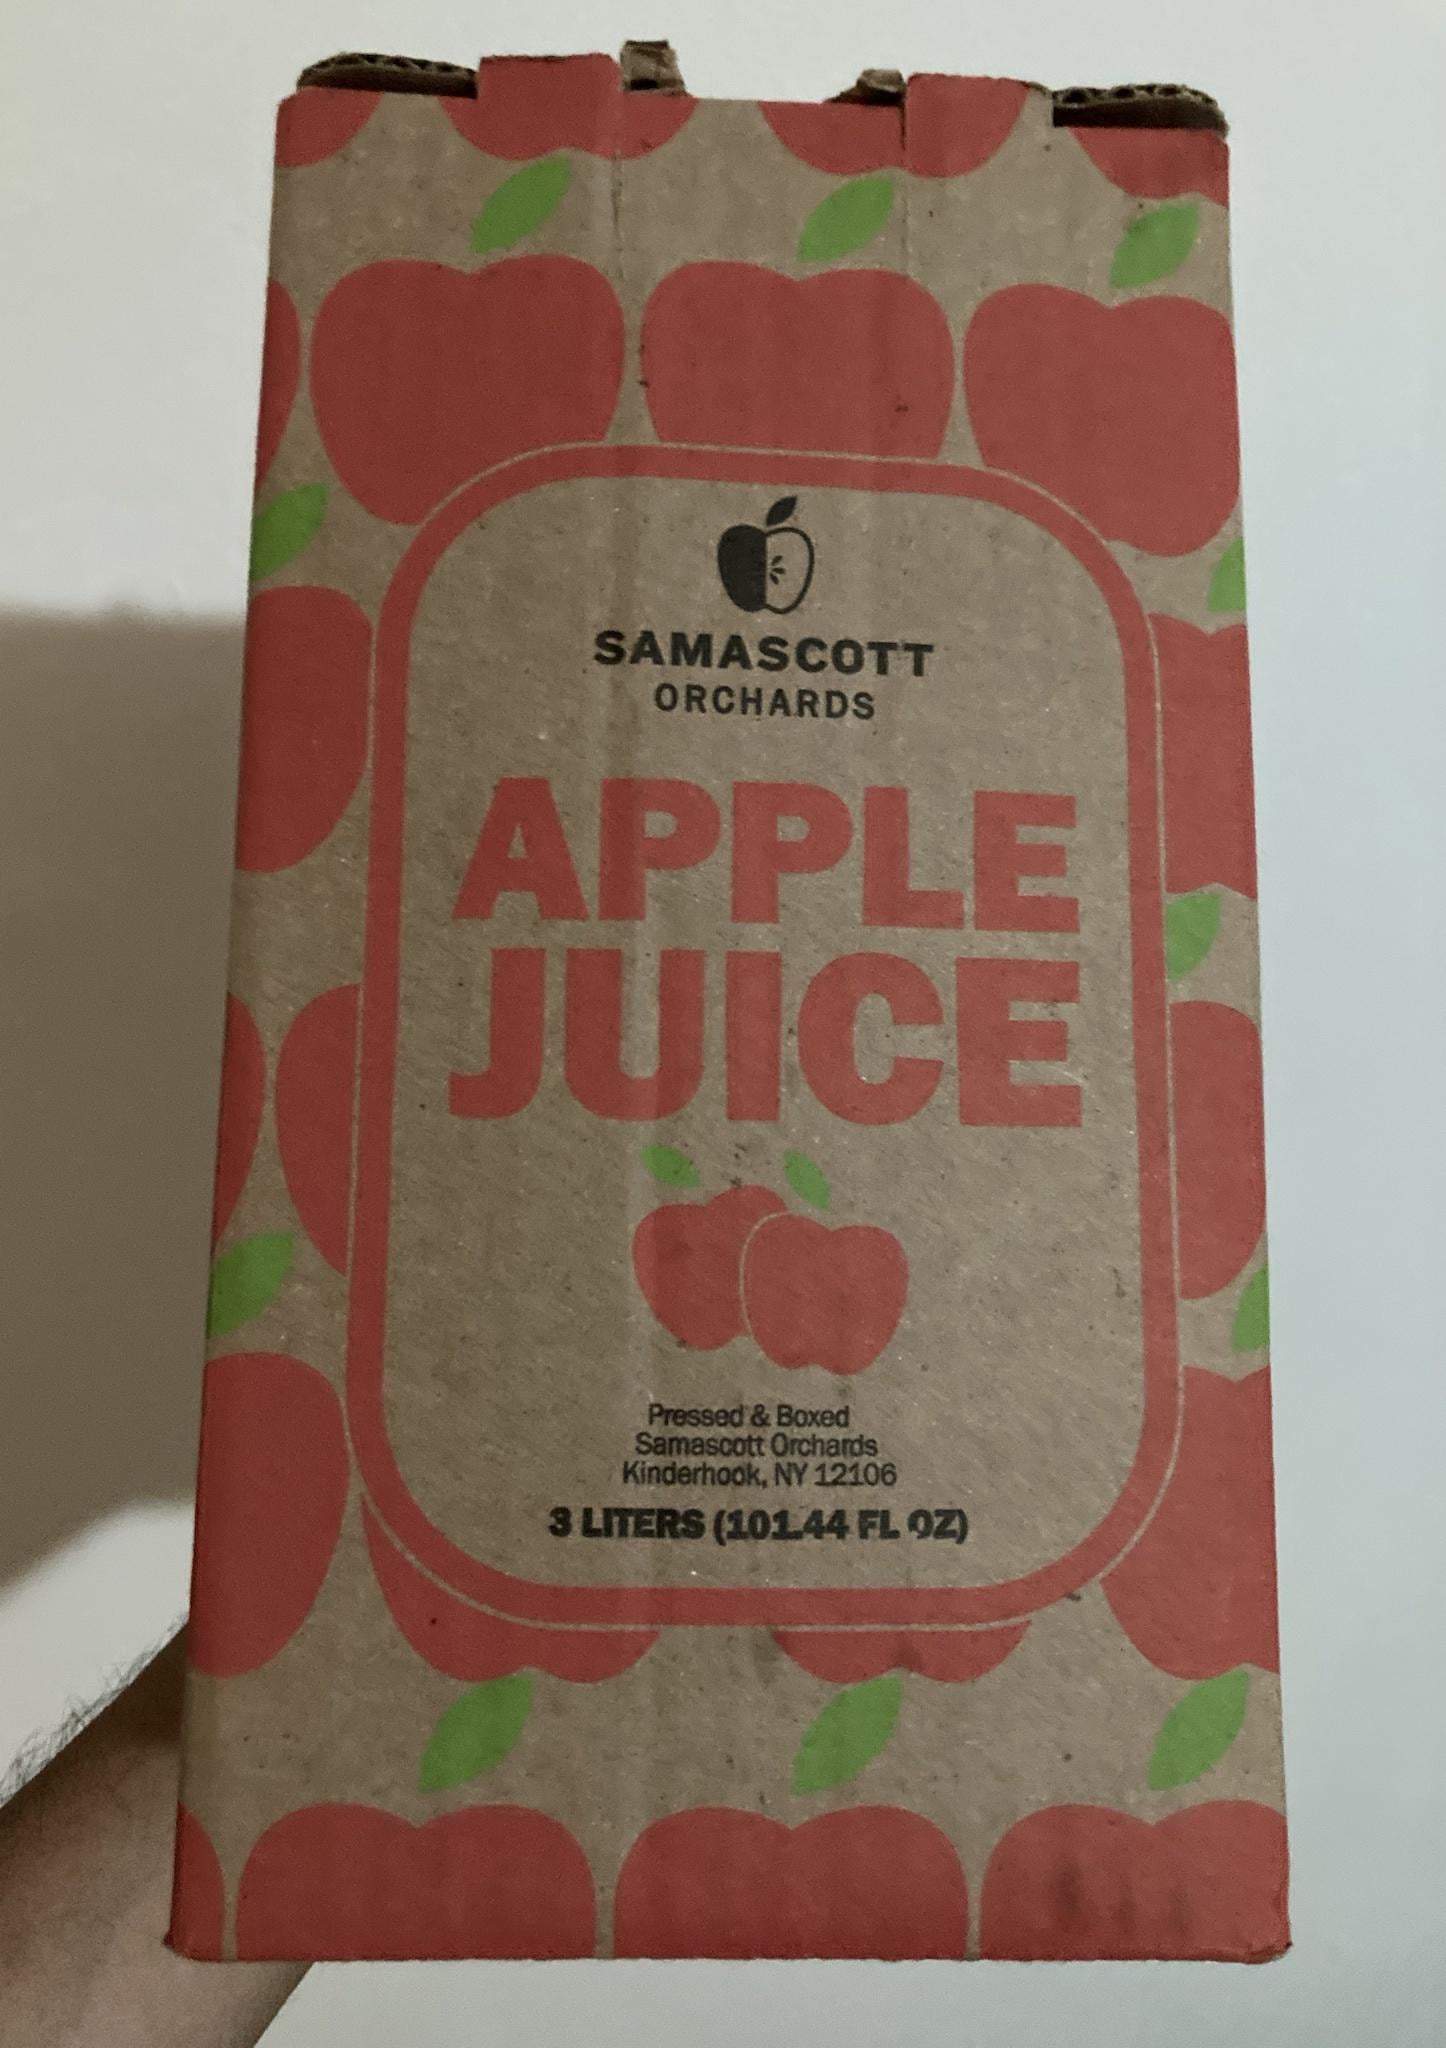 SAMASCOTT
ORCHARDS
APPLE
JUICE
Pressed & Boxed
Samascott Orchards
Kinderhook, NY 12106
3 LITERS (101.44 FL OZ)